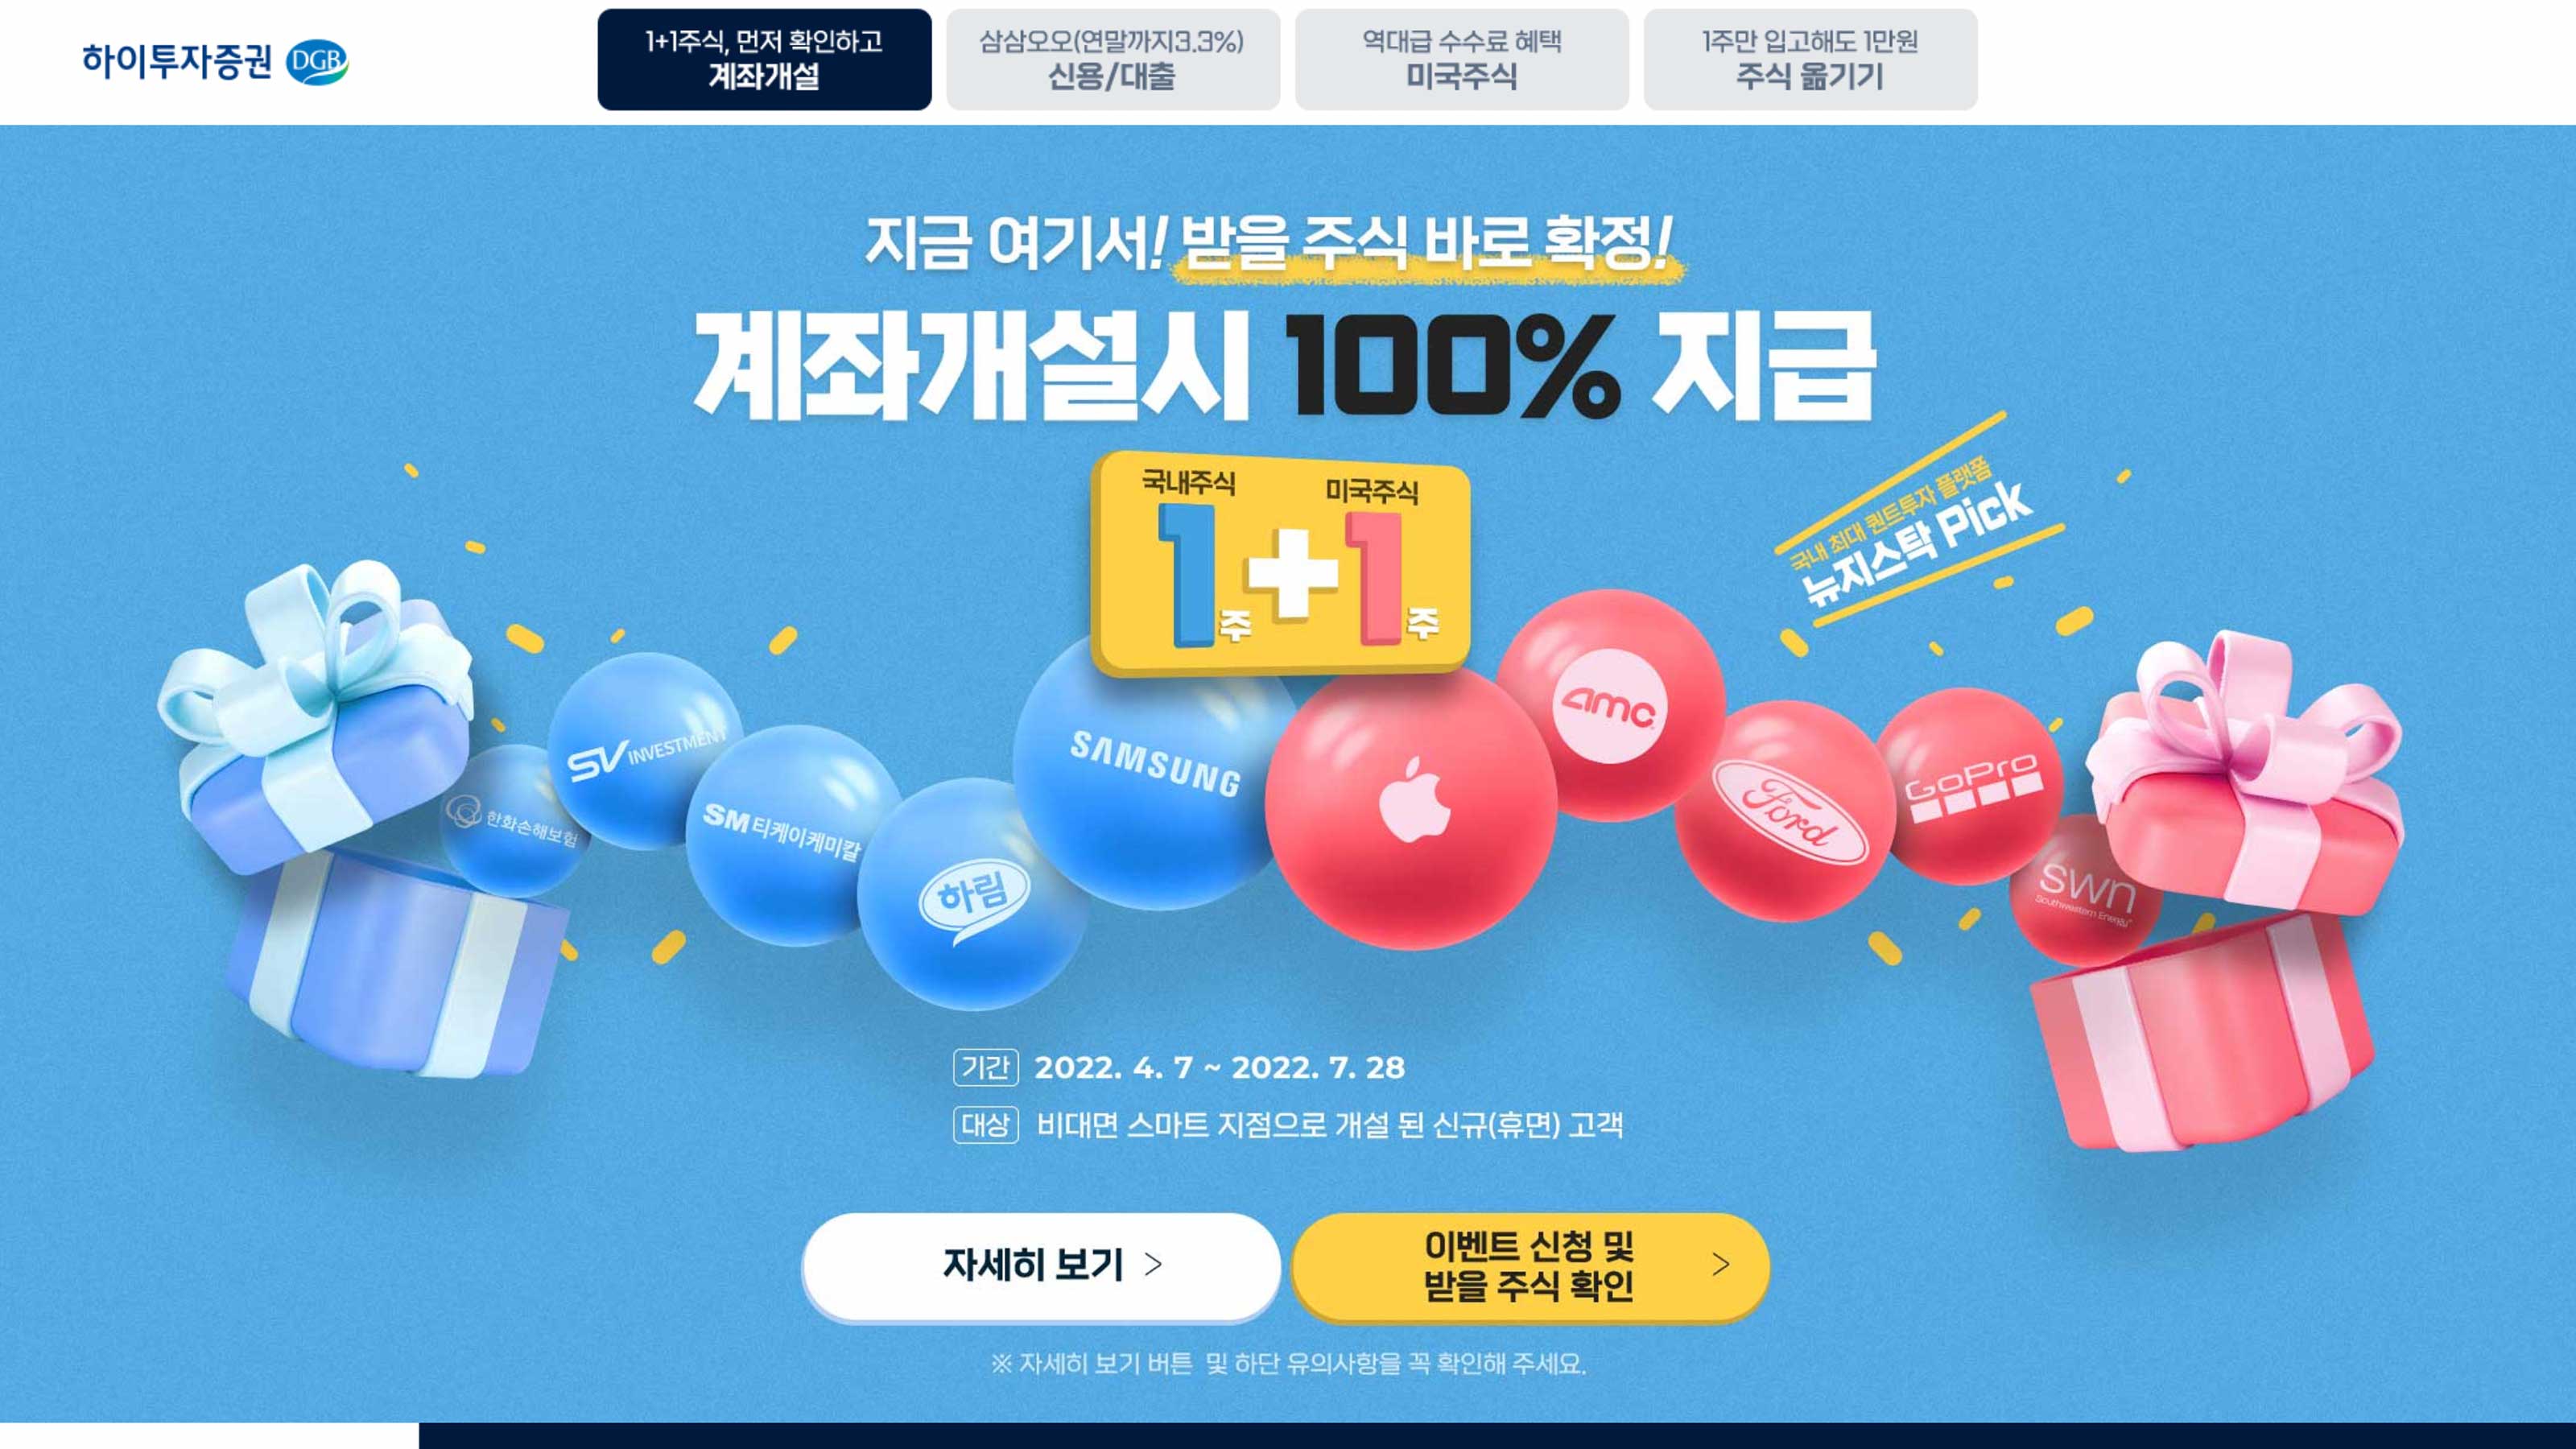 하이투자증권 DGB
1+1주식, 먼저 확인하고
계좌개설
삼삼오오(연말까지3.3%)
신용/대출
역대급 수수료 혜택
미국주식
1주만 입고해도 1만원
주식 옮기기
지금 여기서! 받을 주식 바로 확정!
계좌개설시 100% 지급
국내주식
1주
+
미국주식
1주
국내 최대 퀀트투자 플랫폼
뉴지스탁 Pick
한화손해보험
SV INVESTMENT
SM 티케이케미칼
하림
SAMSUNG
amc
Ford
GoPro
swn
Southwestern Energy
기간 2022. 4. 7 ~ 2022. 7. 28
대상 비대면 스마트 지점으로 개설 된 신규(휴면) 고객
자세히 보기 >
이벤트 신청 및
받을 주식 확인 >
※ 자세히 보기 버튼 및 하단 유의사항을 꼭 확인해 주세요.